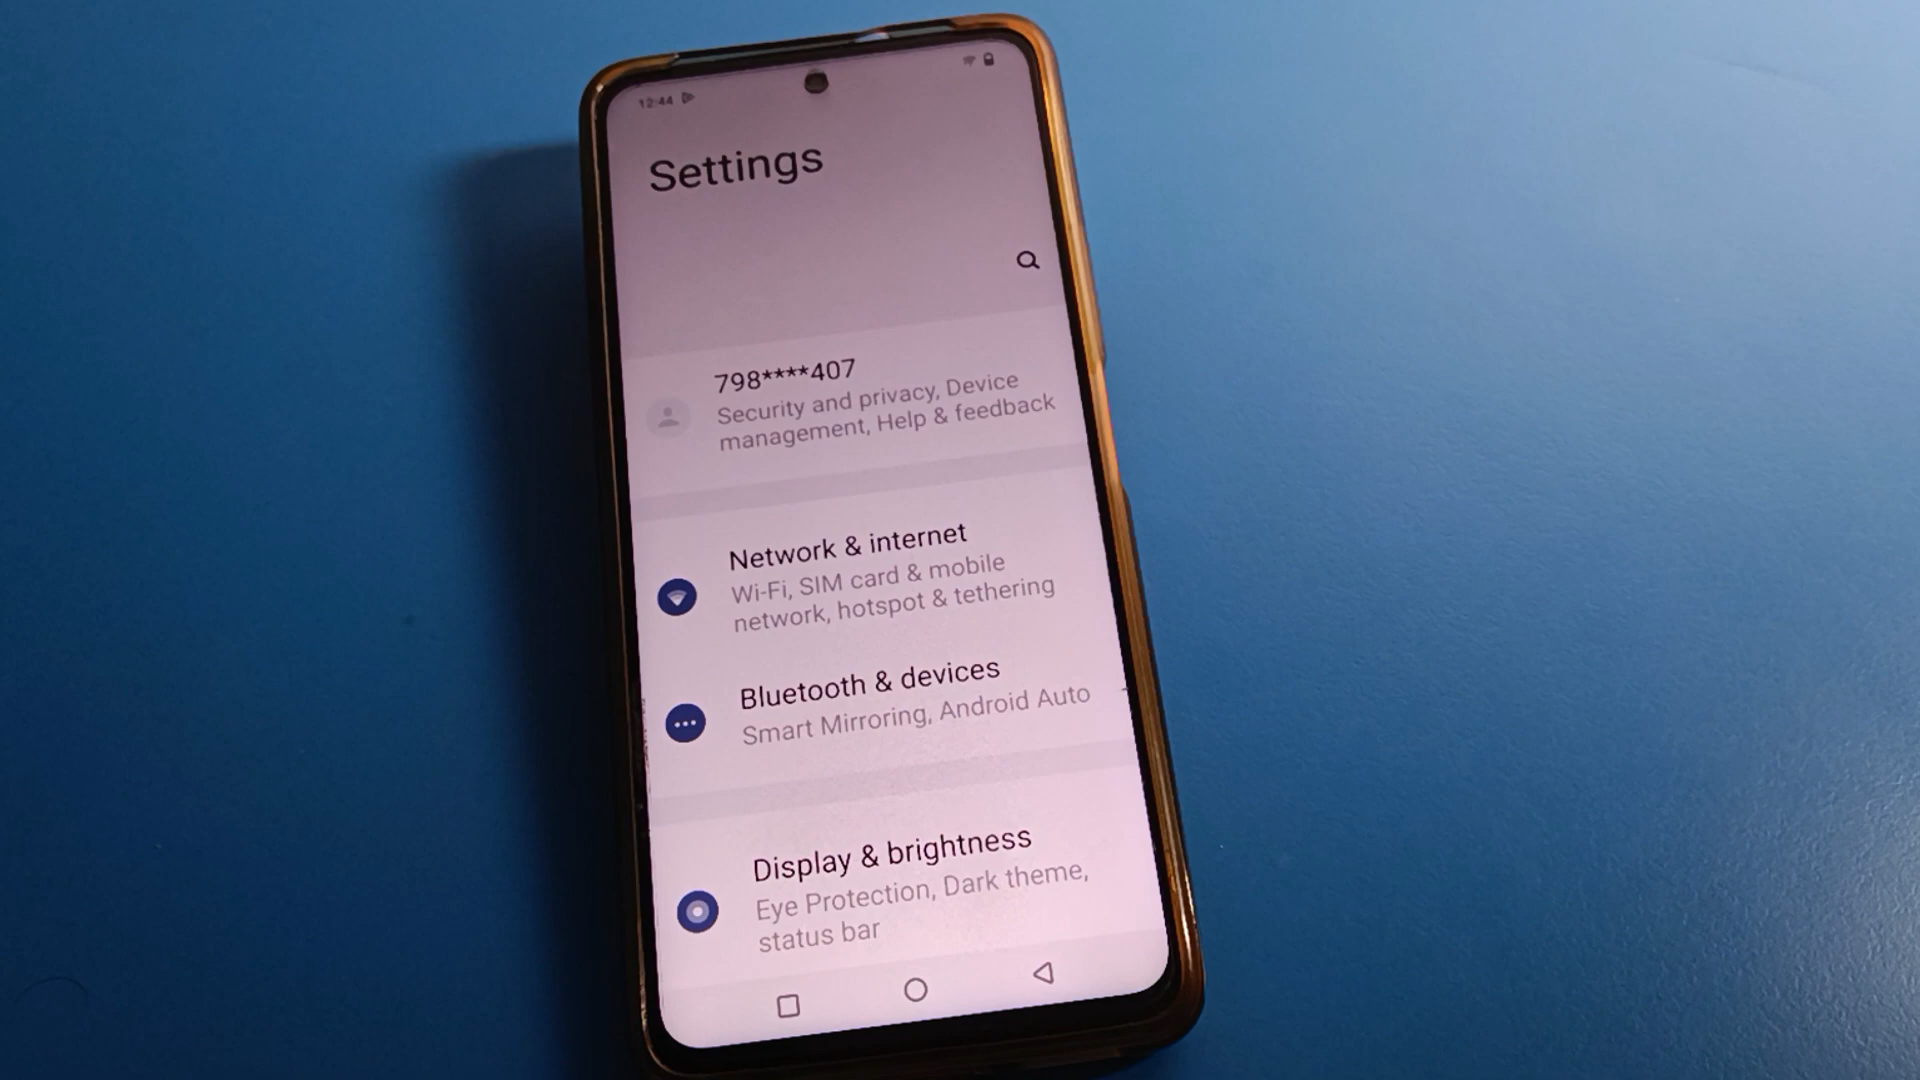 12:44
Settings
798****407
Security and privacy, Device
management, Help & feedback
Network & internet
Wi-Fi, SIM card & mobile
network, hotspot & tethering
Bluetooth & devices
Smart Mirroring, Android Auto
Display & brightness
Eye Protection, Dark theme,
status bar